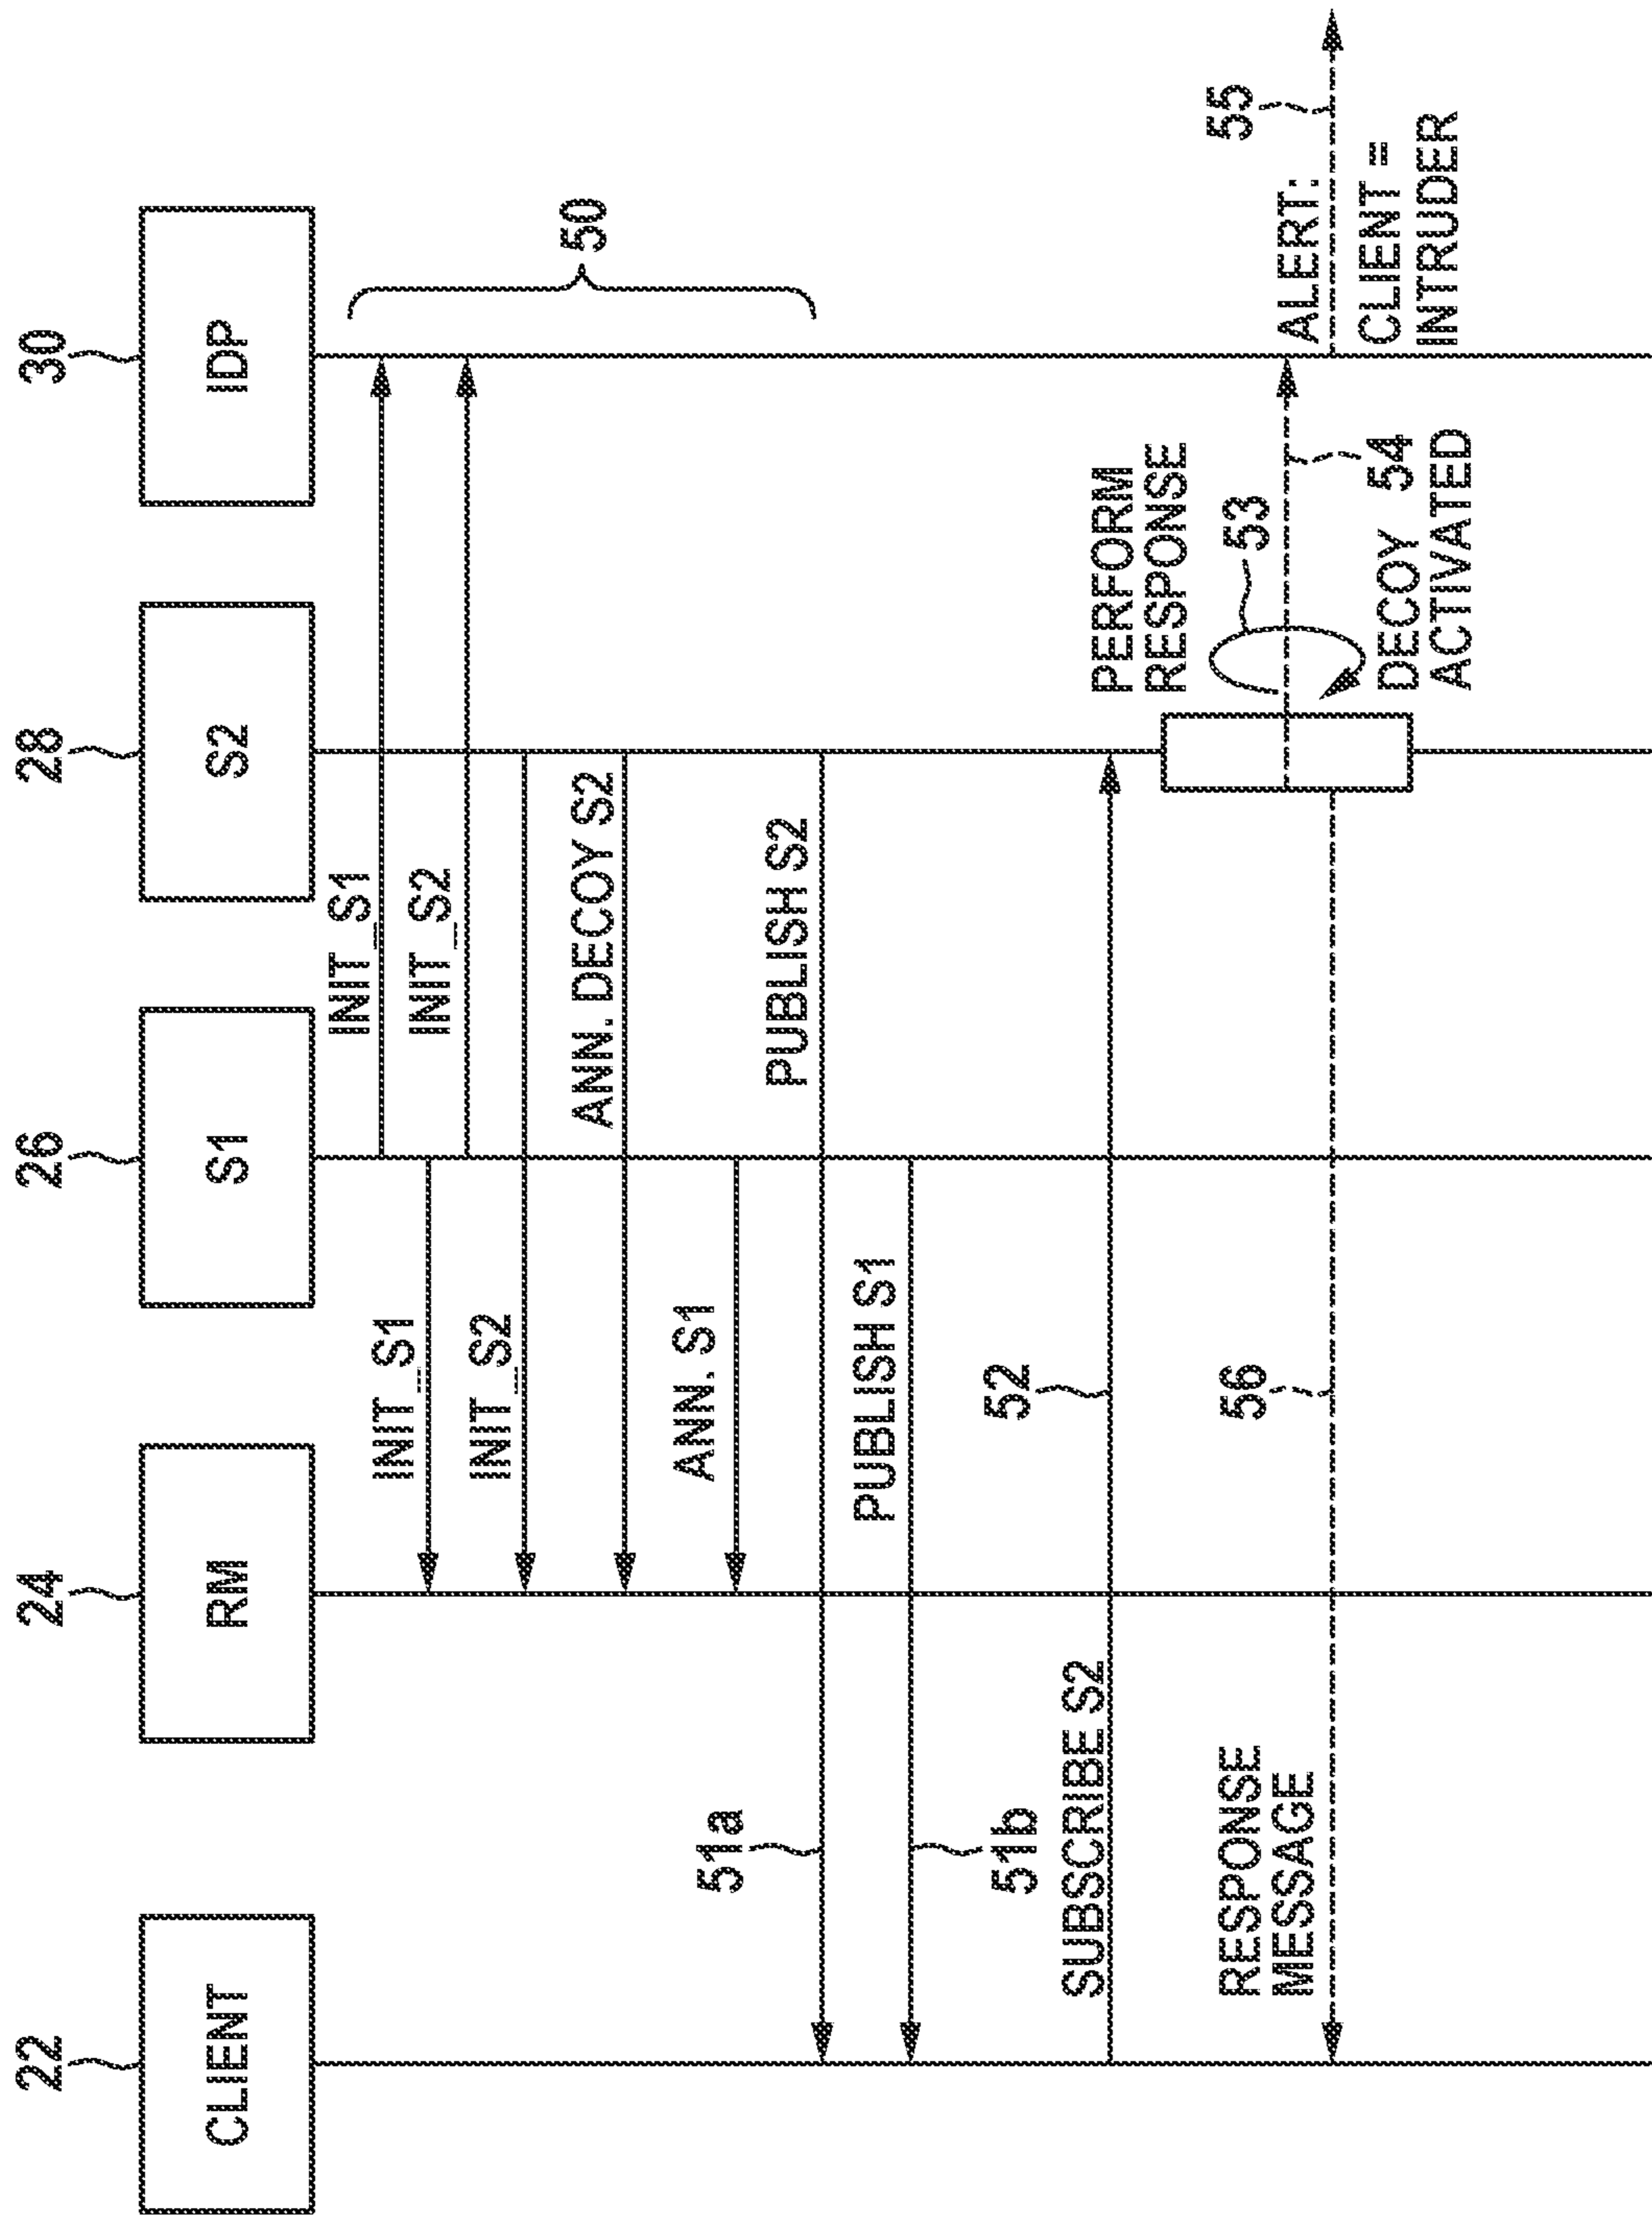 22
24
26
28
30
CLIENT
RM
S1
S2
IDP
INIT_S1
INIT_S1
INIT_S2
INIT_S2
50
ANN. DECOY S2
ANN. S1
51a
PUBLISH S2
PUBLISH S1
51b
52
SUBSCRIBE S2
PERFORM
RESPONSE
53
54
DECOY
ACTIVATED
55
ALERT:
CLIENT =
INTRUDER
56
RESPONSE
MESSAGE